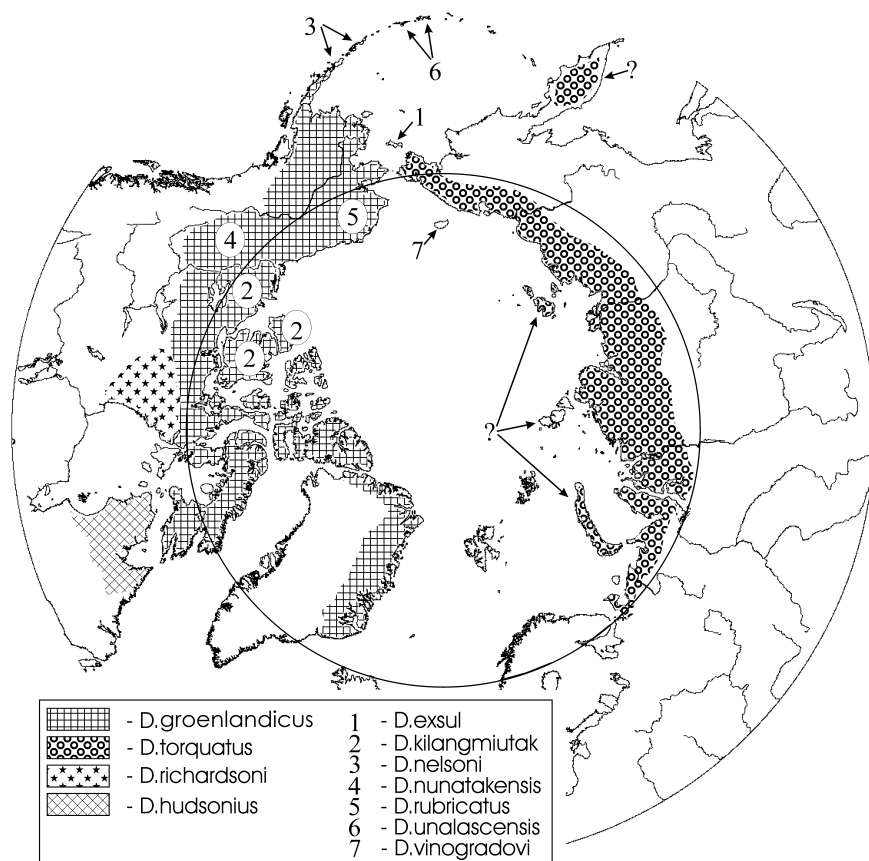 3
6
?
1
5
4
7
2
2
2
?
- D.groenlandicus
- D.torquatus
- D.richardsoni
- D.hudsonius
1 - D.exsul
2 - D.kilangmiutak
3 - D.nelsoni
4 - D.nunatakensis
5 - D.rubricatus
6 - D.unalascensis
7 - D.vinogradovi